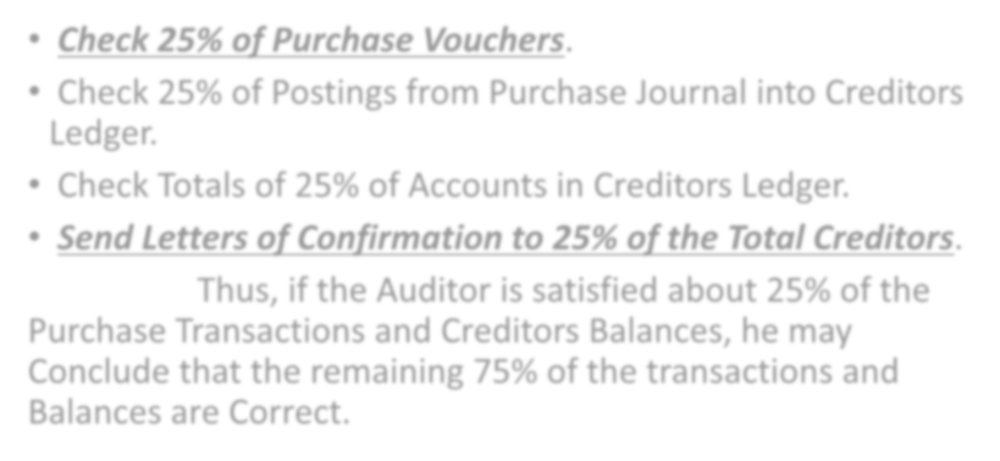 • Check 25% of Purchase Vouchers.
• Check 25% of Postings from Purchase Journal into Creditors
Ledger.
• Check Totals of 25% of Accounts in Creditors Ledger.
• Send Letters of Confirmation to 25% of the Total Creditors.
Thus, if the Auditor is satisfied about 25% of the
Purchase Transactions and Creditors Balances, he may
Conclude that the remaining 75% of the transactions and
Balances are Correct.